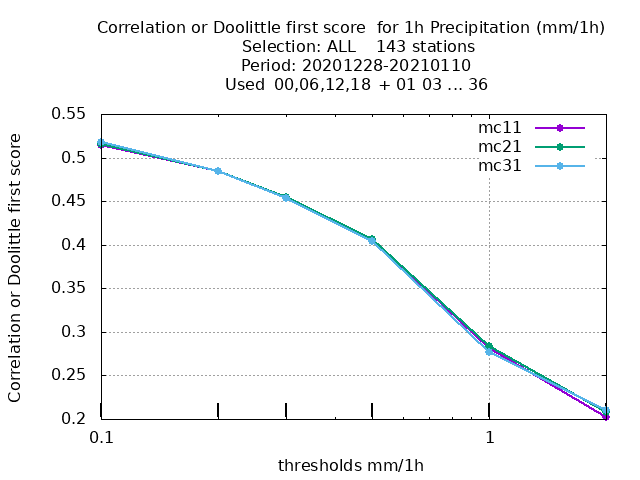 Correlation or Doolittle first score  for 1h Precipitation (mm/1h)
Selection: ALL    143 stations
Period: 20201228-20210110
Used  00,06,12,18  + 01 03 ... 36
mc11
mc21
mc31
0.55
0.5
0.45
0.4
0.35
0.3
0.25
0.2
Correlation or Doolittle first score
0.1
1
thresholds mm/1h